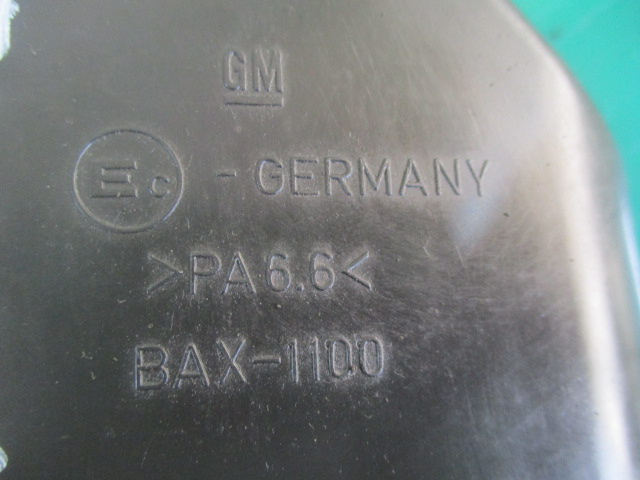 GM
Ec - GERMANY
>PA6.6<
BAX-1100